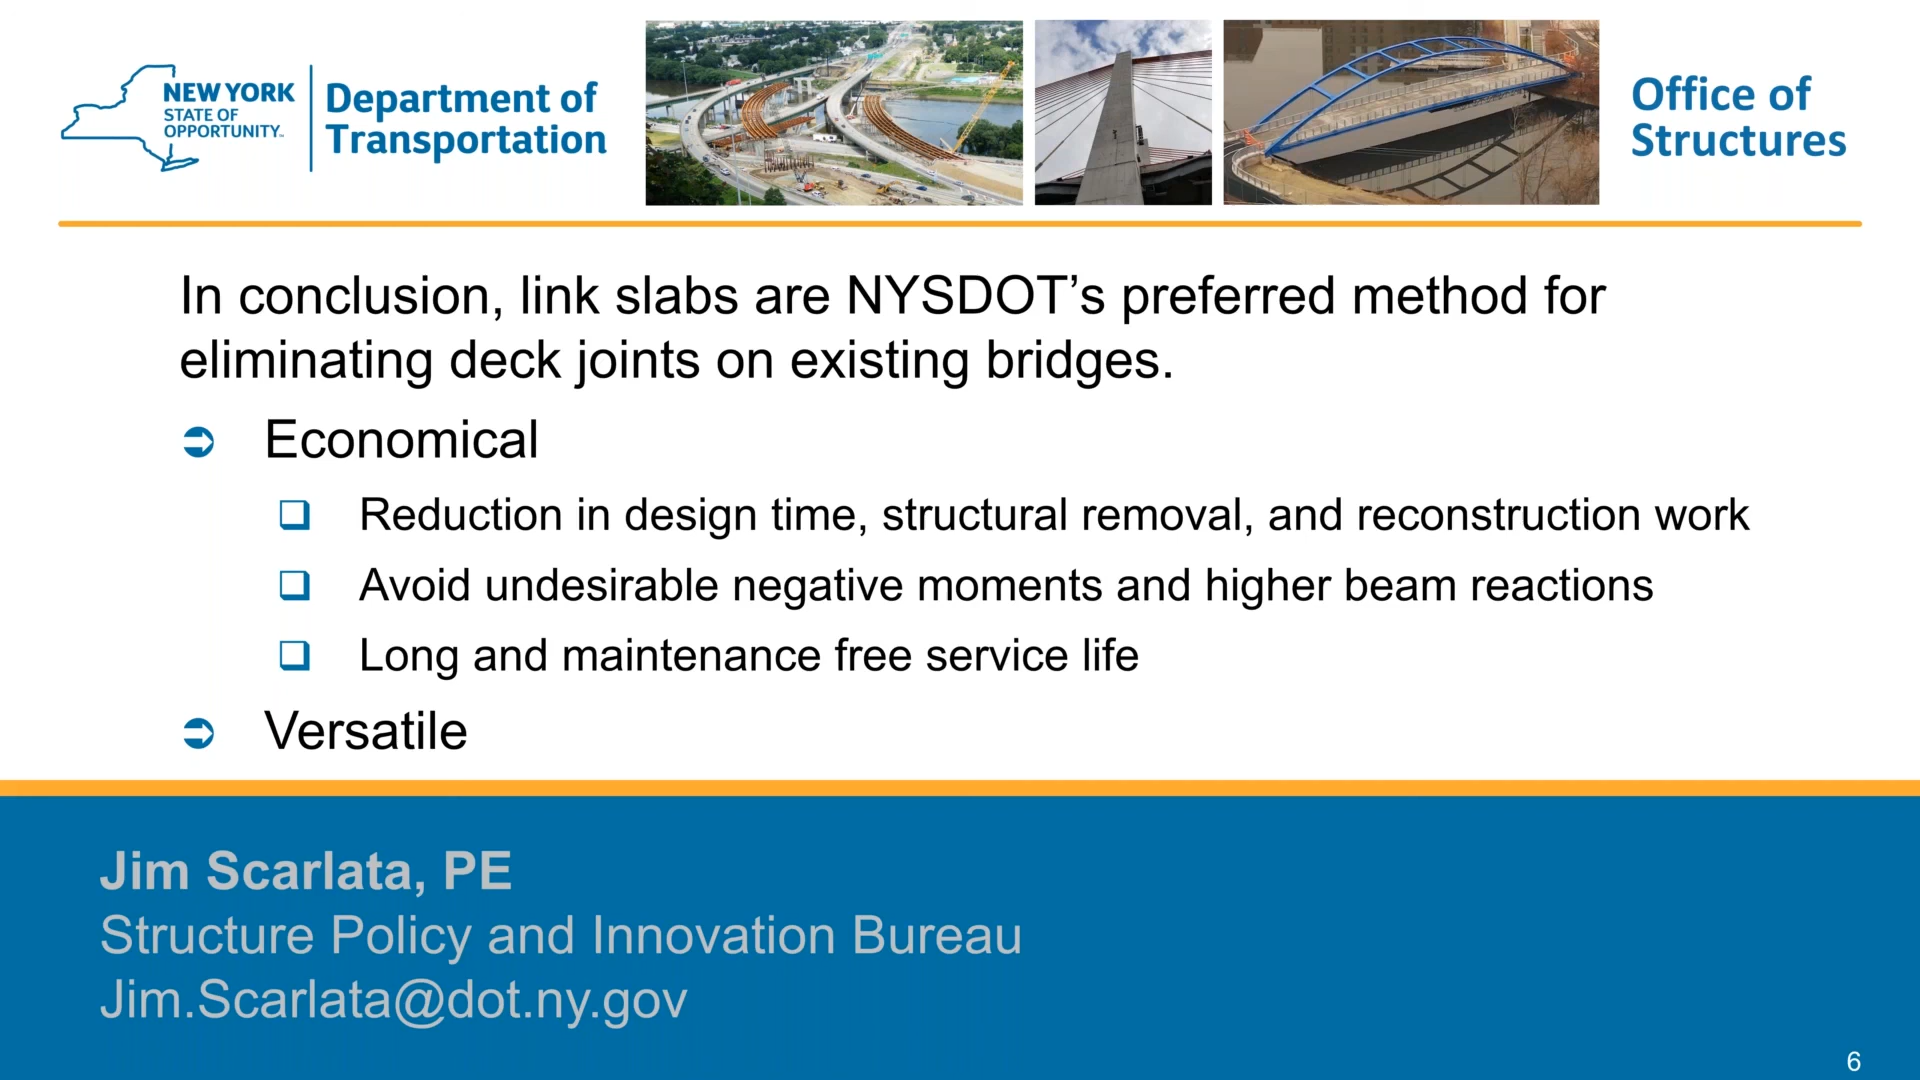 NEW YORK
STATE OF
OPPORTUNITY™
Department of
Transportation
Office of
Structures
In conclusion, link slabs are NYSDOT’s preferred method for
eliminating deck joints on existing bridges.
Economical
Reduction in design time, structural removal, and reconstruction work
Avoid undesirable negative moments and higher beam reactions
Long and maintenance free service life
Versatile
Jim Scarlata, PE
Structure Policy and Innovation Bureau
Jim.Scarlata@dot.ny.gov
6